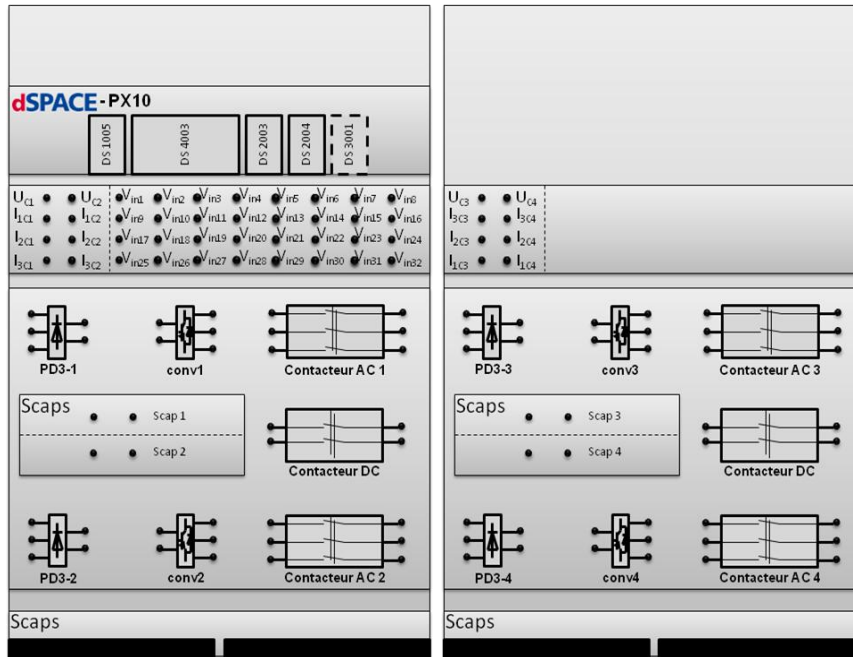 dSPACE - PX10
DS 1005 DS 4003 DS 2003 DS 2004 DS 3001
UC1 UC2 Vin1 Vin2 Vin3 Vin4 Vin5 Vin6 Vin7 Vin8
I1C1 I1C2 Vin9 Vin10 Vin11 Vin12 Vin13 Vin14 Vin15 Vin16
I2C1 I2C2 Vin17 Vin18 Vin19 Vin20 Vin21 Vin22 Vin23 Vin24
I3C1 I3C2 Vin25 Vin26 Vin27 Vin28 Vin29 Vin30 Vin31 Vin32
PD3-1 conv1 Contacteur AC 1
Scaps
Scap 1
Scap 2
Contacteur DC
PD3-2 conv2 Contacteur AC 2
Scaps
UC3 UC4
I3C3 I3C4
I2C3 I2C4
I1C3 I1C4
PD3-3 conv3 Contacteur AC 3
Scaps
Scap 3
Scap 4
Contacteur DC
PD3-4 conv4 Contacteur AC 4
Scaps